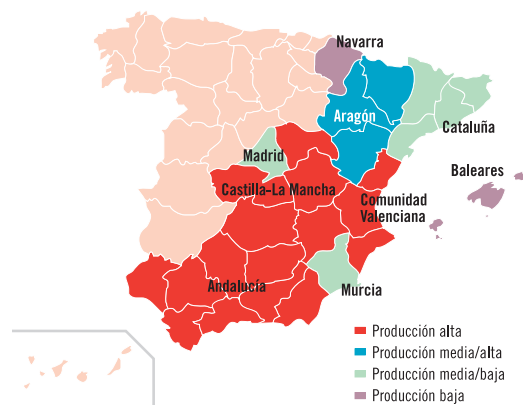 Navarra
Aragón
Cataluña
Madrid
Baleares
Castilla-La Mancha
Comunidad
Valenciana
Andalucía
Murcia
Producción alta
Producción media/alta
Producción media/baja
Producción baja